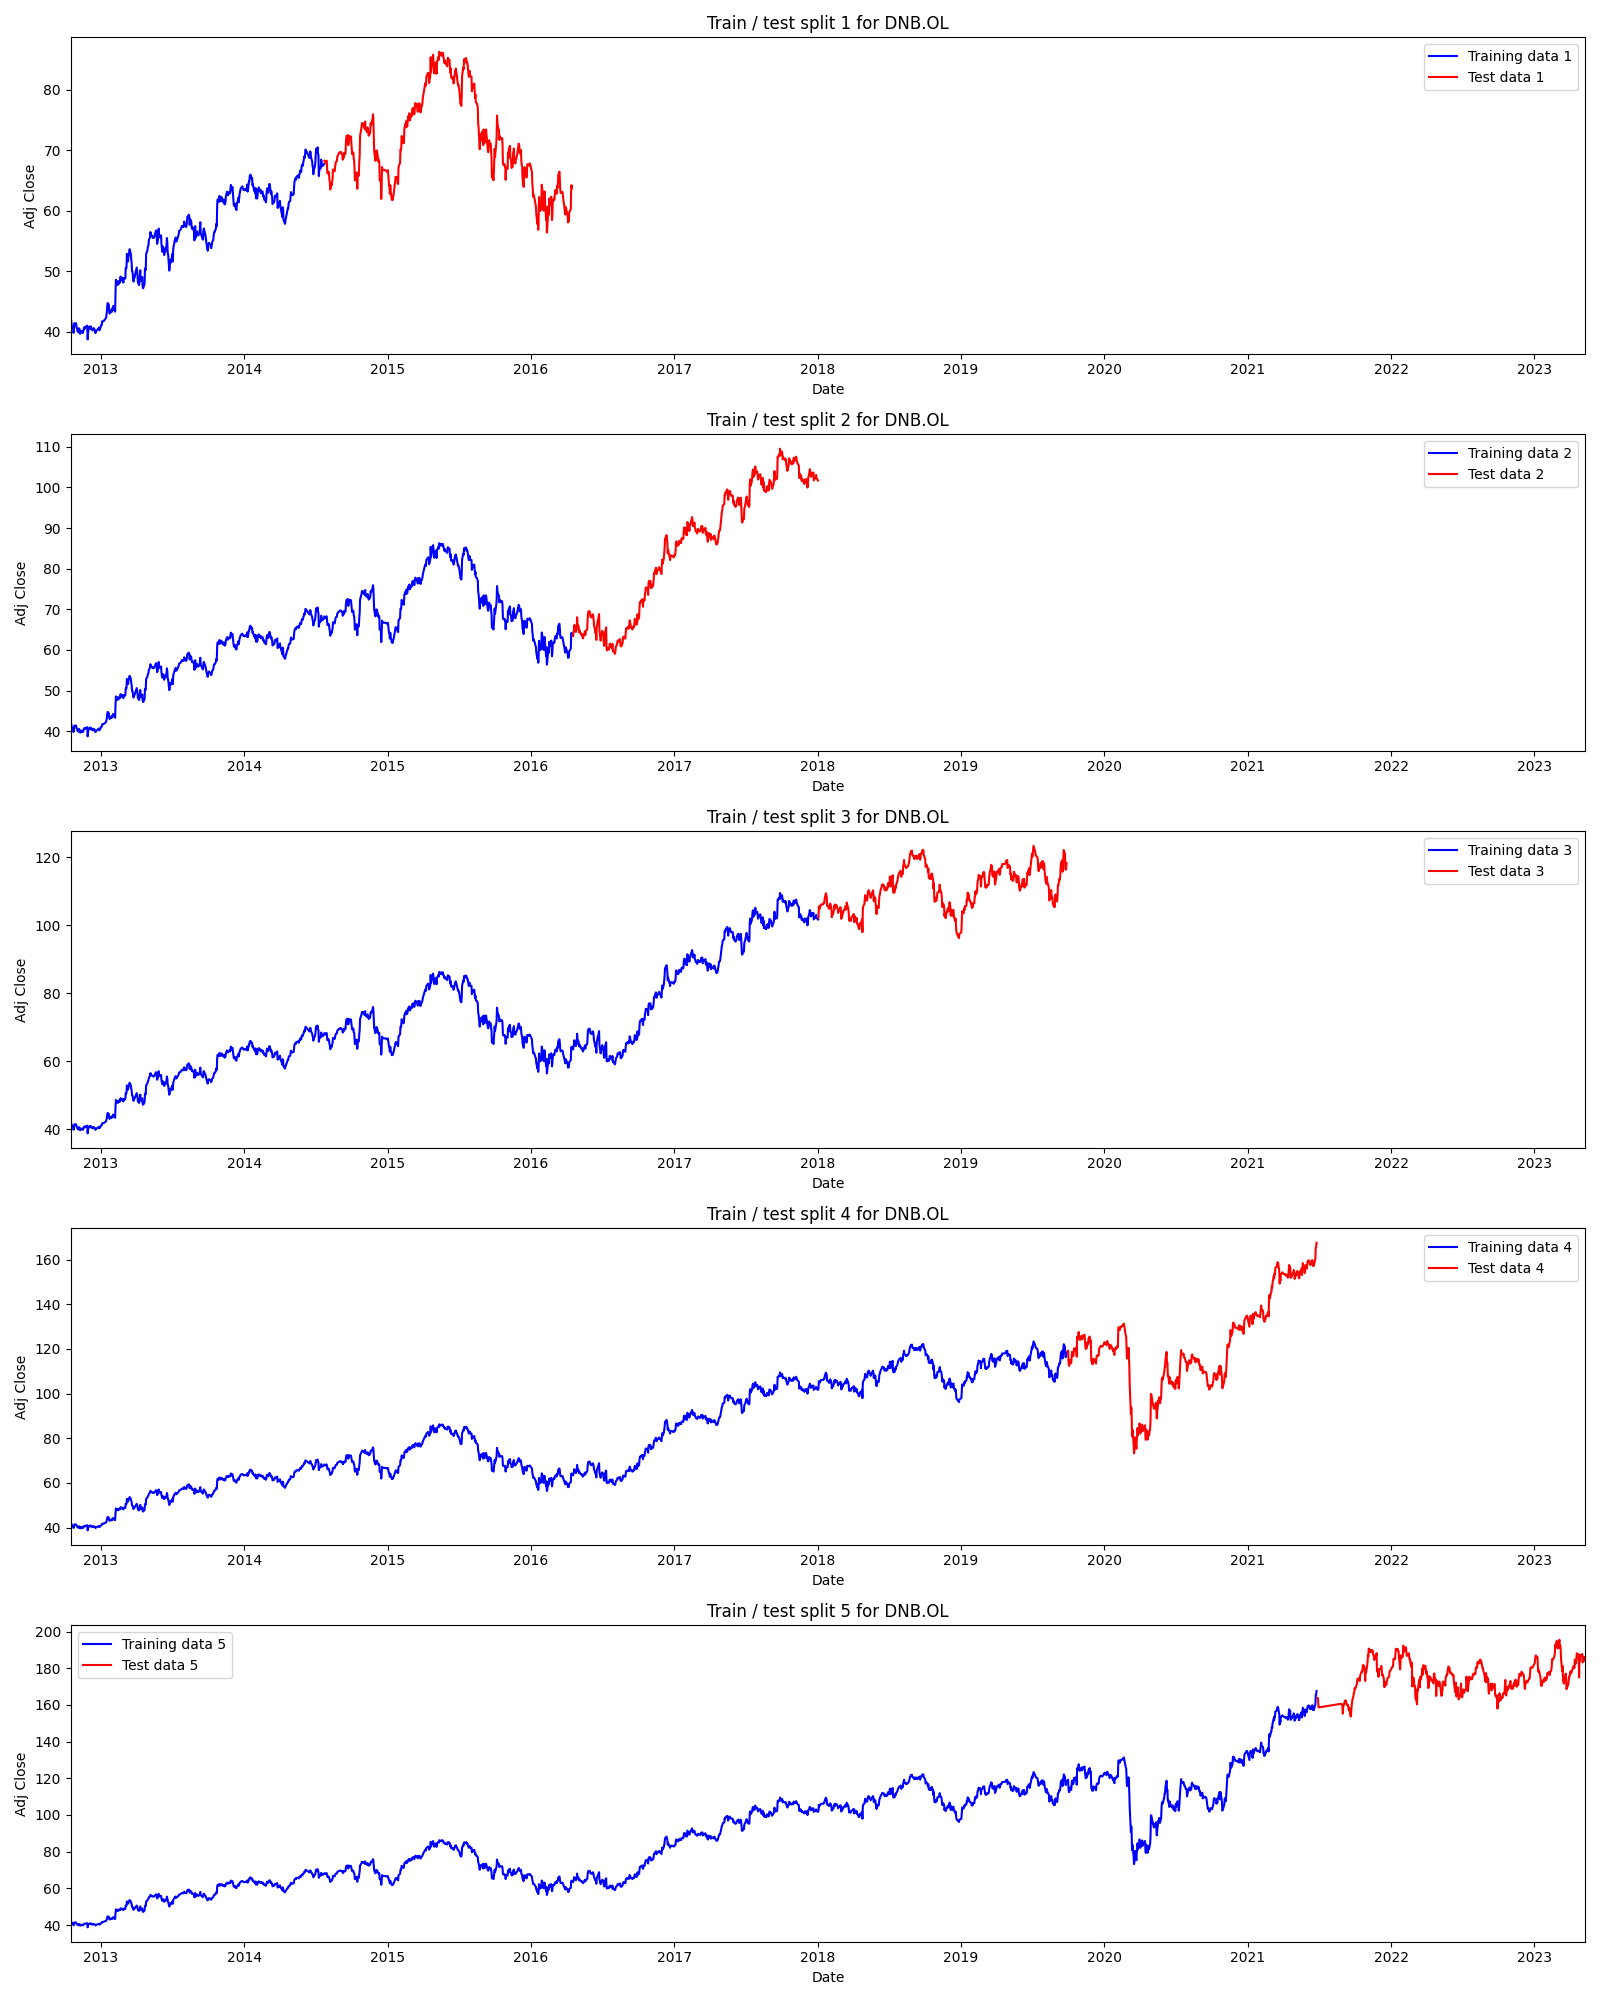 Train / test split 1 for DNB.OL
Training data 1
Test data 1
80
70
60
50
40
Adj Close
2013 2014 2015 2016 2017 2018 2019 2020 2021 2022 2023
Date
Train / test split 2 for DNB.OL
Training data 2
Test data 2
110
100
90
80
70
60
50
40
Adj Close
2013 2014 2015 2016 2017 2018 2019 2020 2021 2022 2023
Date
Train / test split 3 for DNB.OL
Training data 3
Test data 3
120
100
80
60
40
Adj Close
2013 2014 2015 2016 2017 2018 2019 2020 2021 2022 2023
Date
Train / test split 4 for DNB.OL
Training data 4
Test data 4
160
140
120
100
80
60
40
Adj Close
2013 2014 2015 2016 2017 2018 2019 2020 2021 2022 2023
Date
Train / test split 5 for DNB.OL
Training data 5
Test data 5
200
180
160
140
120
100
80
60
40
Adj Close
2013 2014 2015 2016 2017 2018 2019 2020 2021 2022 2023
Date